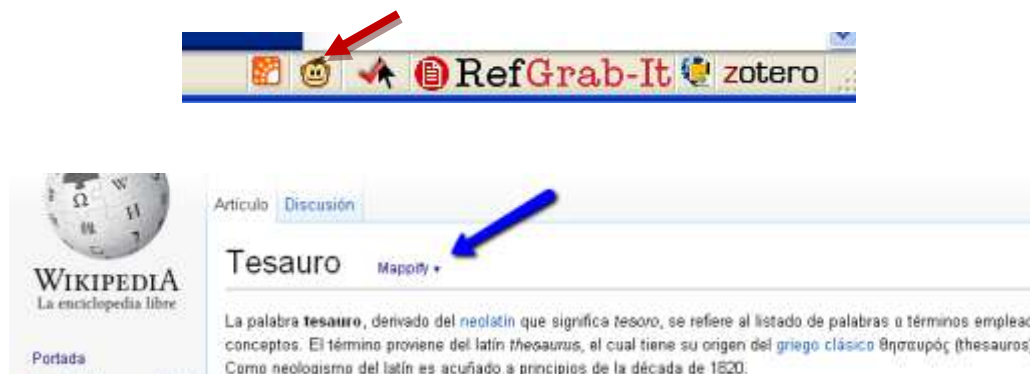 RefGrab-It zotero
Artículo Discusión
Tesauro Mappify
WIKIPEDIA
La enciclopedia libre
La palabra tesauro, derivado del neolatín que significa tesoro, se refiere al listado de palabras o términos emplead
conceptos. El término proviene del latín thesaurus, el cual tiene su origen del griego clásico θησαυρός (thesauros)
Portada
Como neologismo del latín es acuñado a principios de la década de 1820.